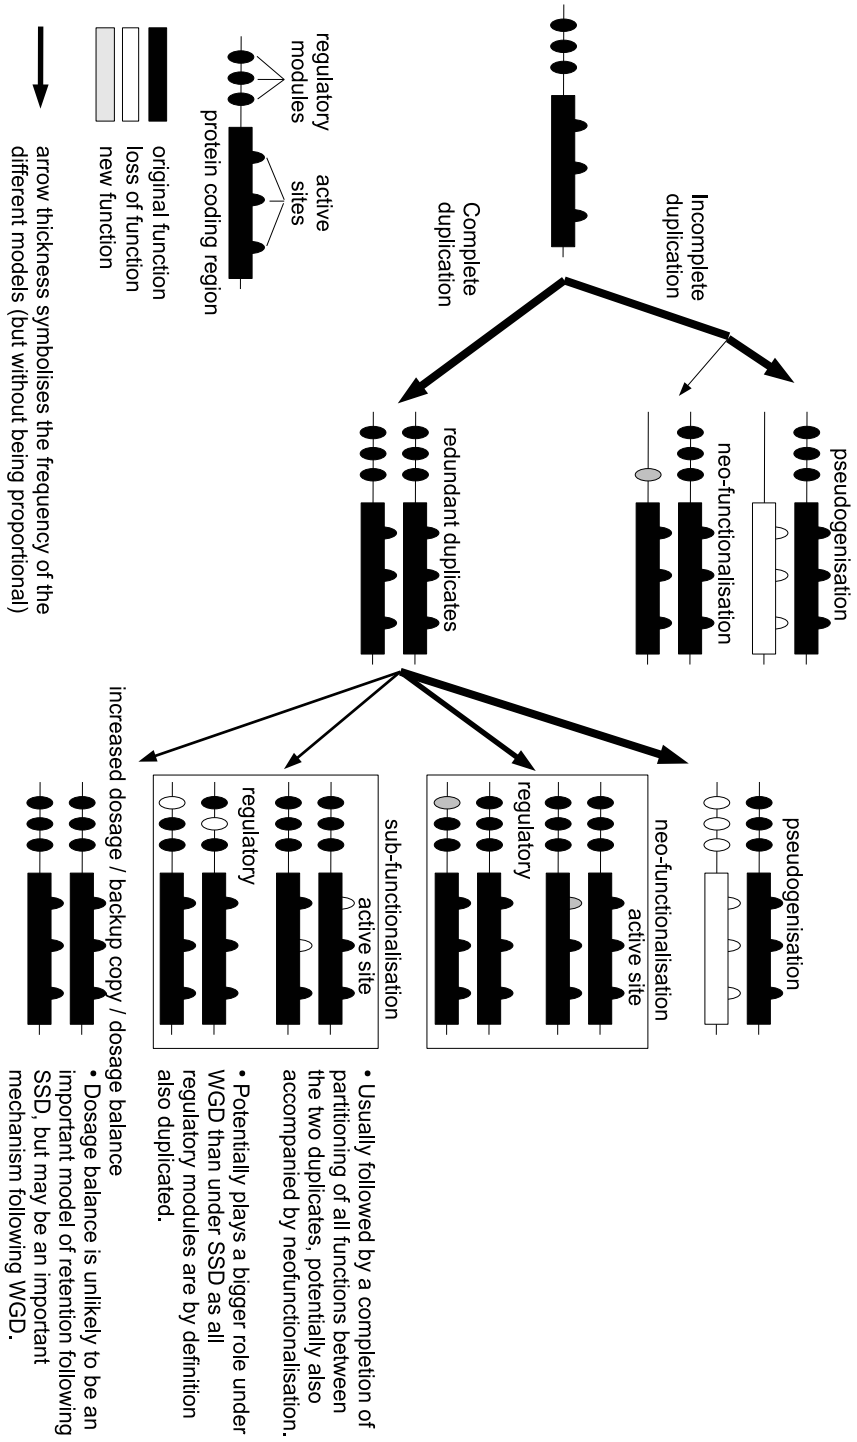 Incomplete
duplication
Complete
duplication
regulatory
modules
active
sites
protein coding region
original function
loss of function
new function
arrow thickness symbolises the frequency of the
different models (but without being proportional)
pseudogenisation
neo-functionalisation
redundant duplicates
pseudogenisation
neo-functionalisation
active site
regulatory
sub-functionalisation
active site
regulatory
increased dosage / backup copy / dosage balance
• Usually followed by a completion of
partitioning of all functions between
the two duplicates, potentially also
accompanied by neofunctionalisation.
• Potentially plays a bigger role under
WGD than under SSD as all
regulatory modules are by definition
also duplicated.
• Dosage balance is unlikely to be an
important model of retention following
SSD, but may be an important
mechanism following WGD.